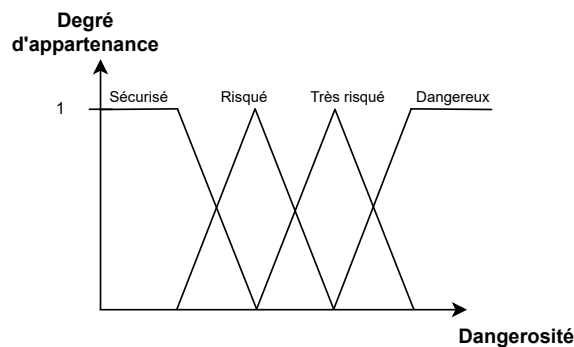 Degré
d'appartenance
Sécurisé
Risqué
Très risqué
Dangereux
1
Dangerosité